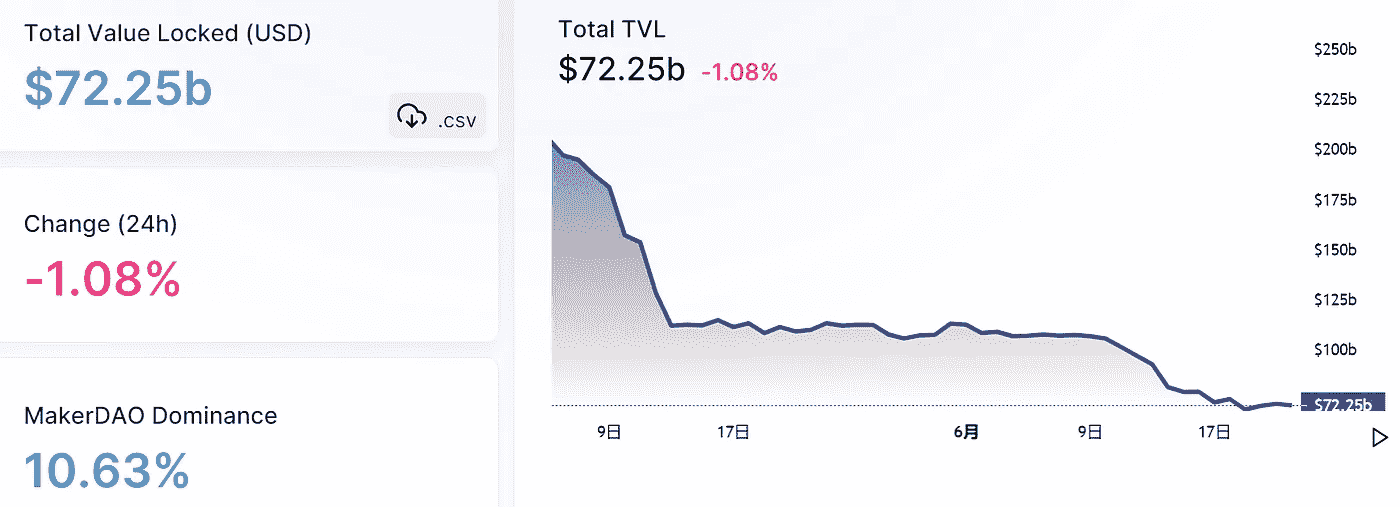 Total Value Locked (USD)
$72.25b
.csv
Change (24h)
-1.08%
MakerDAO Dominance
10.63%
Total TVL
$72.25b -1.08%
$250b
$225b
$200b
$175b
$150b
$125b
$100b
$72.25b
9日 17日 6月 9日 17日